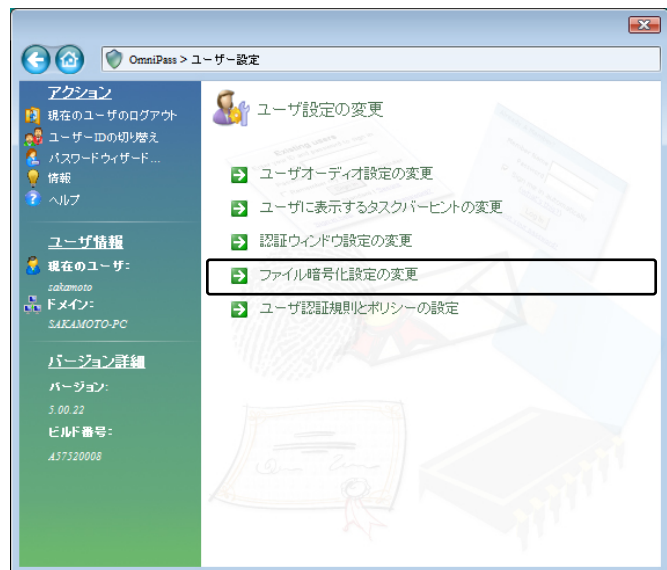 OmniPass > ユーザー設定
アクション
現在のユーザのログアウト
ユーザーIDの切り替え
パスワードウィザード...
情報
ヘルプ
ユーザ情報
現在のユーザ:
sakamoto
ドメイン:
SAKAMOTO-PC
バージョン詳細
バージョン:
5.00.22
ビルド番号:
A57520008
ユーザ設定の変更
ユーザオーディオ設定の変更
ユーザに表示するタスクバーヒントの変更
認証ウィンドウ設定の変更
ファイル暗号化設定の変更
ユーザ認証規則とポリシーの設定